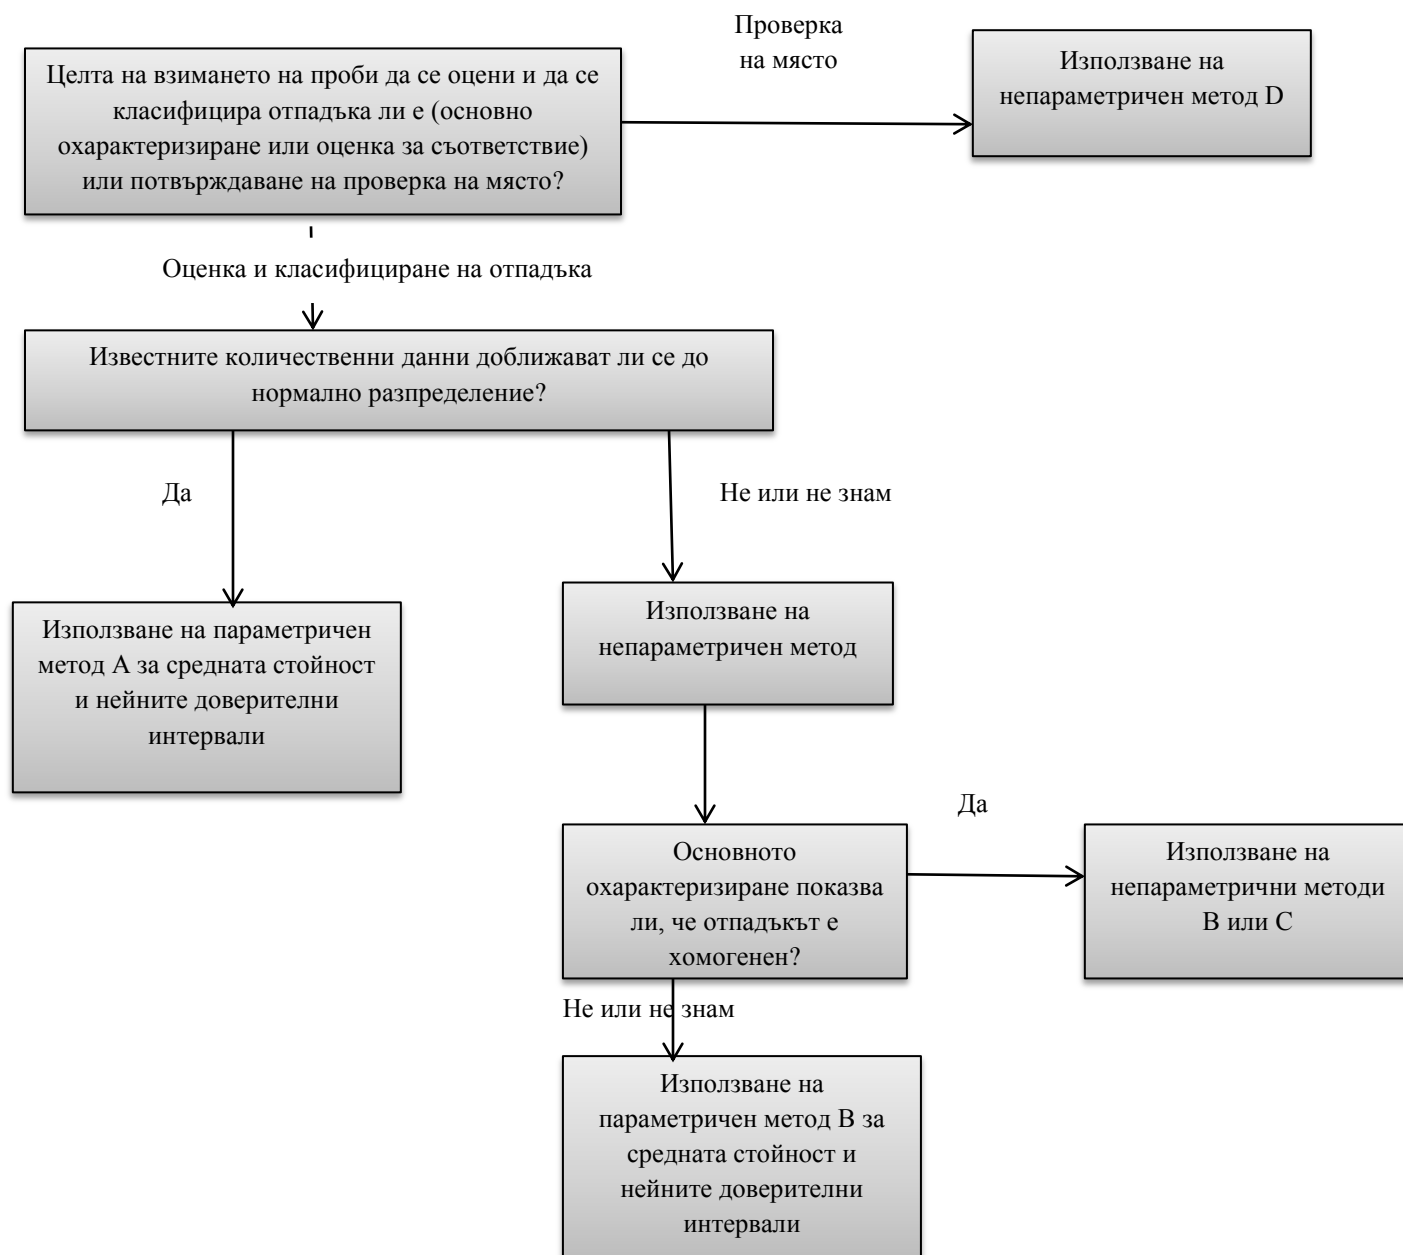 Целта на взимането на проби да се оцени и да се
класифицира отпадъка ли е (основно
охарактеризиране или оценка за съответствие)
или потвърждаване на проверка на място?
Проверка
на място
Използване на
непараметричен метод D
Оценка и класифициране на отпадъка
Известните количественни данни доближават ли се до
нормално разпределение?
Да
Не или не знам
Използване на параметричен
метод A за средната стойност
и нейните доверителни
интервали
Използване на
непараметричен метод
Основното
охарактеризиране показва
ли, че отпадъкът е
хомогенен?
Да
Използване на
непараметрични методи
B или C
Не или не знам
Използване на
параметричен метод B за
средната стойност и
нейните доверителни
интервали